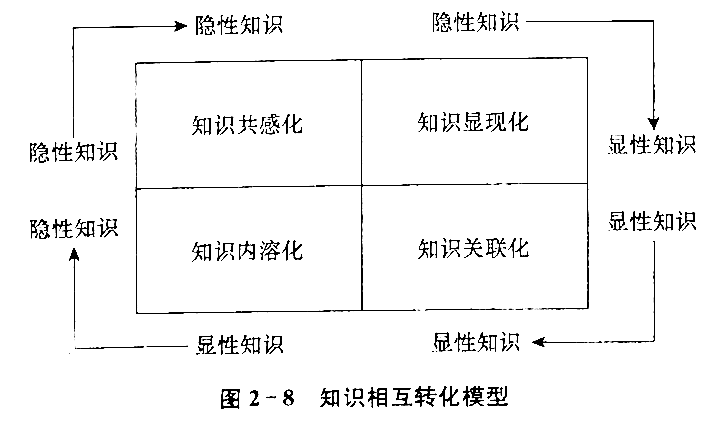 隐性知识 隐性知识
知识共感化 知识显现化
隐性知识 显性知识
隐性知识 显性知识
知识内溶化 知识关联化
显性知识 显性知识
图2-8 知识相互转化模型